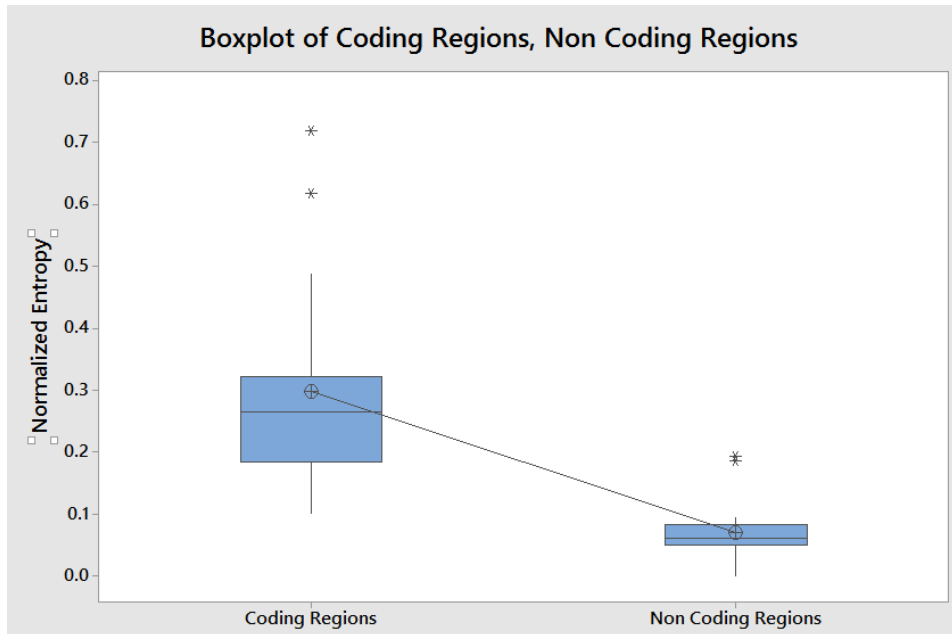 Boxplot of Coding Regions, Non Coding Regions
Normalized Entropy
0.8
0.7
0.6
0.5
0.4
0.3
0.2
0.1
0.0
Coding Regions
Non Coding Regions